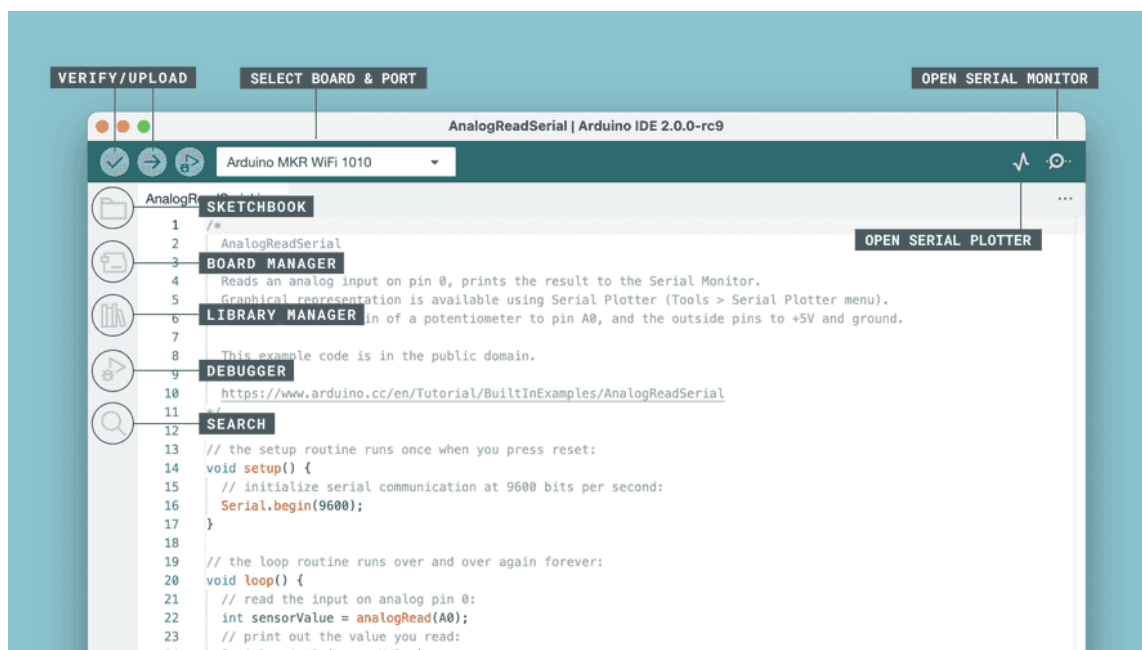 VERIFY/UPLOAD
SELECT BOARD & PORT
OPEN SERIAL MONITOR
AnalogReadSerial | Arduino IDE 2.0.0-rc9
Arduino MKR WiFi 1010
SKETCHBOOK
OPEN SERIAL PLOTTER
BOARD MANAGER
LIBRARY MANAGER
DEBUGGER
SEARCH
1 /*
2 AnalogReadSerial
3
4 Reads an analog input on pin 0, prints the result to the Serial Monitor.
5 Graphical representation is available using Serial Plotter (Tools > Serial Plotter menu).
6 of a potentiometer to pin A0, and the outside pins to +5V and ground.
7
8 This example code is in the public domain.
9
10 https://www.arduino.cc/en/Tutorial/BuiltInExamples/AnalogReadSerial
11 */
12
13 // the setup routine runs once when you press reset:
14 void setup() {
15 // initialize serial communication at 9600 bits per second:
16 Serial.begin(9600);
17 }
18
19 // the loop routine runs over and over again forever:
20 void loop() {
21 // read the input on analog pin 0:
22 int sensorValue = analogRead(A0);
23 // print out the value you read: